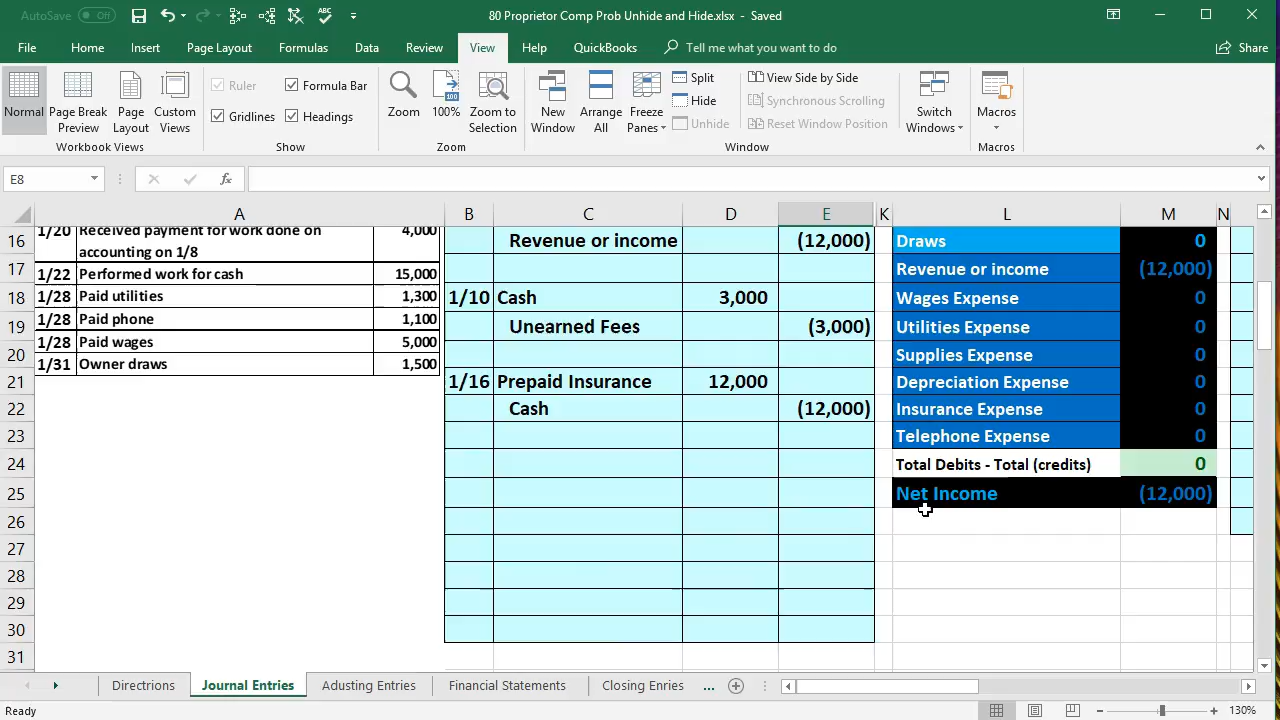 AutoSave Off 80 Proprietor Comp Prob Unhide and Hide.xlsx - Saved
File Home Insert Page Layout Formulas Data Review View Help QuickBooks Tell me what you want to do Share
Normal Page Break Preview Page Layout Custom Views
Workbook Views
Ruler Formula Bar
Gridlines Headings
Show
Zoom 100% Zoom to Selection
Zoom
New Window Arrange All Freeze Panes
Split View Side by Side
Hide Synchronous Scrolling
Unhide Reset Window Position
Window
Switch Windows
Macros
Macros
E8 fx
A B C D E K L M N
16 1/20 Received payment for work done on accounting on 1/8 4,000 Revenue or income (12,000) Draws 0
17 1/22 Performed work for cash 15,000 Revenue or income (12,000)
18 1/28 Paid utilities 1,300 1/10 Cash 3,000 Wages Expense 0
19 1/28 Paid phone 1,100 Unearned Fees (3,000) Utilities Expense 0
20 1/28 Paid wages 5,000 Supplies Expense 0
21 1/31 Owner draws 1,500 1/16 Prepaid Insurance 12,000 Depreciation Expense 0
22 Cash (12,000) Insurance Expense 0
23 Telephone Expense 0
24 Total Debits - Total (credits) 0
25 Net Income (12,000)
26
27
28
29
30
31
Directions Journal Entries Adusting Entries Financial Statements Closing Enries ...
Ready 130%